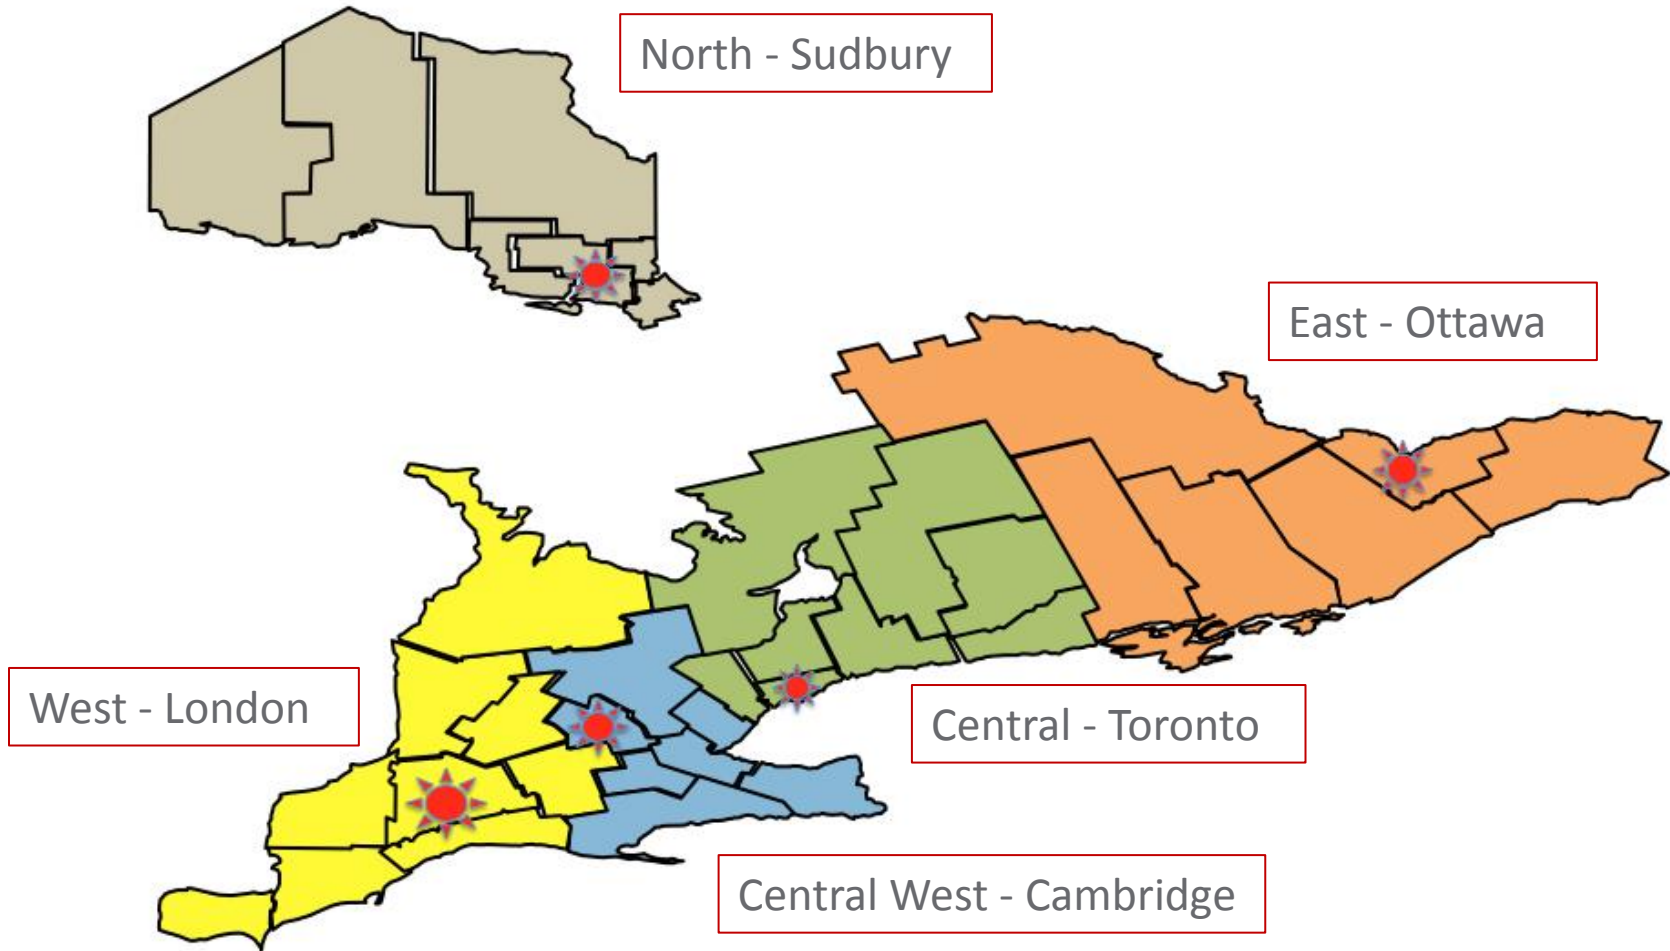 North - Sudbury
East - Ottawa
West - London
Central - Toronto
Central West - Cambridge